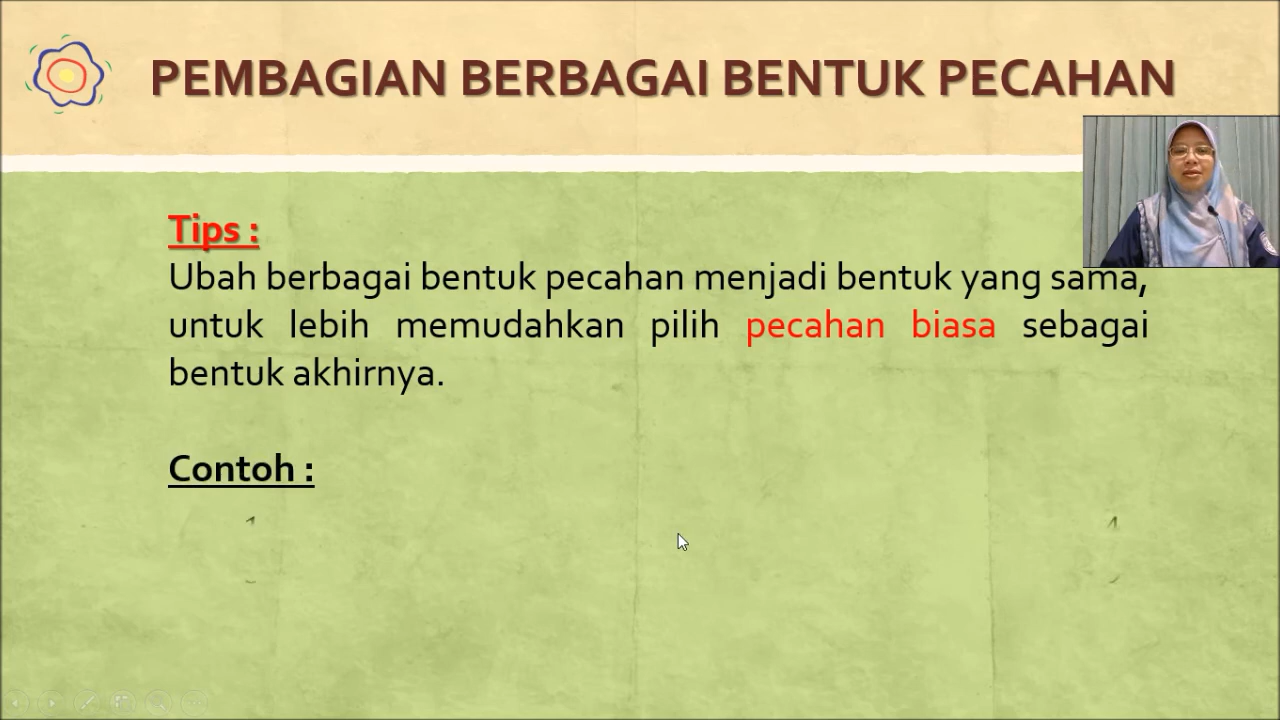 PEMBAGIAN BERBAGAI BENTUK PECAHAN
Tips :
Ubah berbagai bentuk pecahan menjadi bentuk yang sama,
untuk lebih memudahkan pilih pecahan biasa sebagai
bentuk akhirnya.
Contoh :